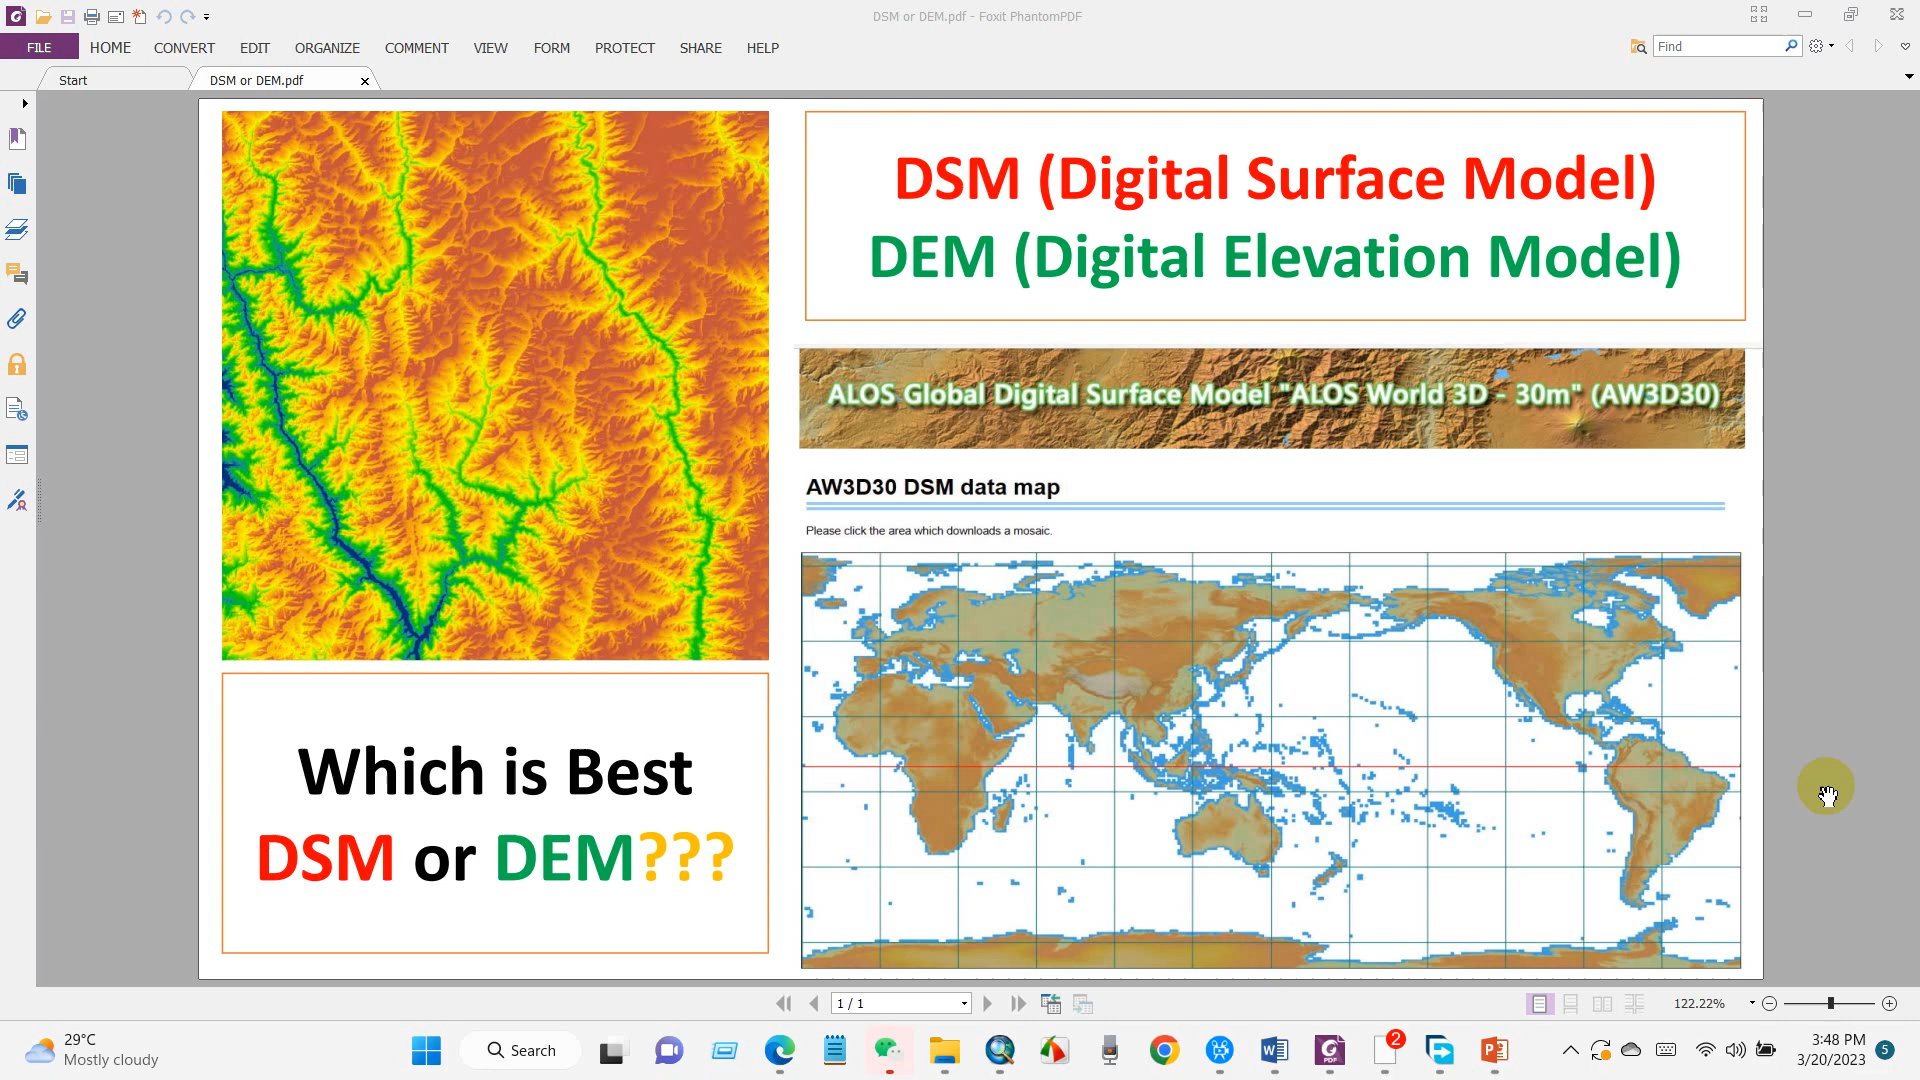 DSM or DEM.pdf - Foxit PhantomPDF
FILE HOME CONVERT EDIT ORGANIZE COMMENT VIEW FORM PROTECT SHARE HELP
Find
Start
DSM or DEM.pdf
DSM (Digital Surface Model)
DEM (Digital Elevation Model)
ALOS Global Digital Surface Model "ALOS World 3D - 30m" (AW3D30)
AW3D30 DSM data map
Please click the area which downloads a mosaic.
Which is Best
DSM or DEM???
1 / 1
122.22%
29°C
Mostly cloudy
Search
2
3:48 PM
3/20/2023
5